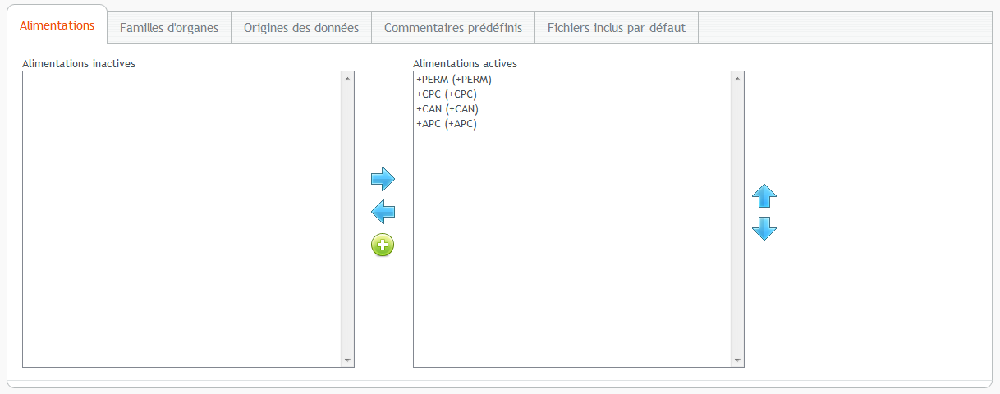 Alimentations
Familles d'organes
Origines des données
Commentaires prédéfinis
Fichiers inclus par défaut
Alimentations inactives
Alimentations actives
+PERM (+PERM)
+CPC (+CPC)
+CAN (+CAN)
+APC (+APC)